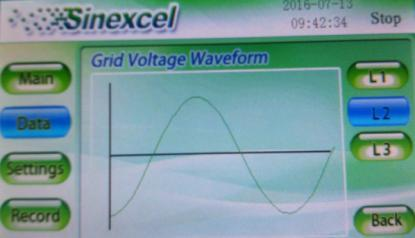 Sinexcel
2016-07-13
09:42:34 Stop
Grid Voltage Waveform
Main
Data
Settings
Record
L1
L2
L3
Back